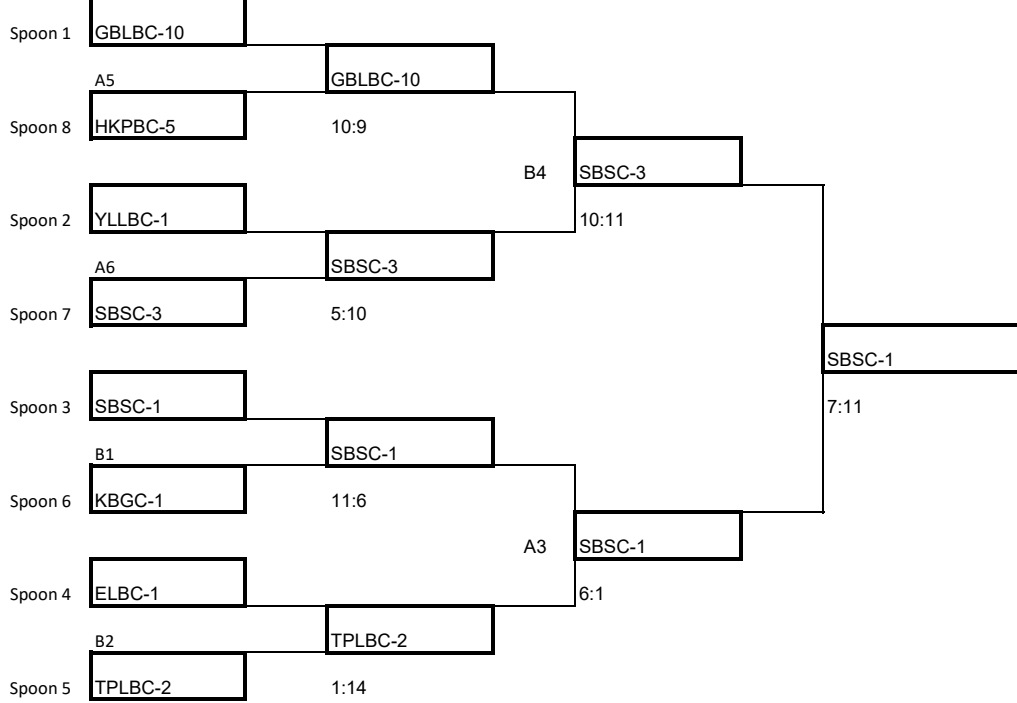 Spoon 1 GBLBC-10
A5 GBLBC-10
Spoon 8 HKPBC-5 10:9
B4 SBSC-3
Spoon 2 YLLBC-1 10:11
A6 SBSC-3
Spoon 7 SBSC-3 5:10
SBSC-1
Spoon 3 SBSC-1 7:11
B1 SBSC-1
Spoon 6 KBGC-1 11:6
A3 SBSC-1
Spoon 4 ELBC-1 6:1
B2 TPLBC-2
Spoon 5 TPLBC-2 1:14